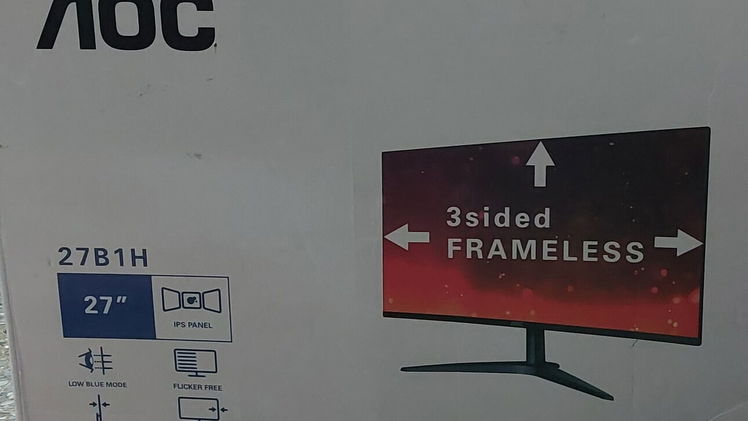 AOC
3sided
FRAMELESS
27B1H
27"
IPS PANEL
LOW BLUE MODE
FLICKER FREE